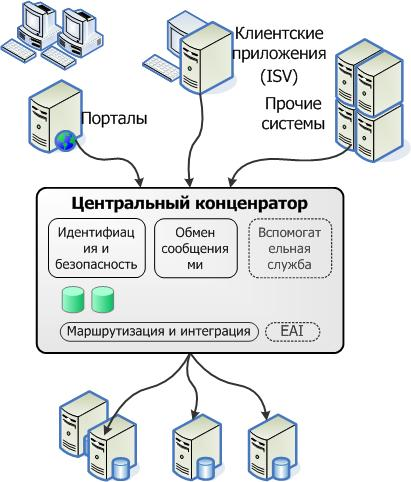 Клиентские
приложения
(ISV)
Порталы
Прочие
системы
Центральный конценратор
Идентифиац
ия и
безопасность
Обмен
сообщения
ми
Вспомогат
ельная
служба
Маршрутизация и интеграция
EAI